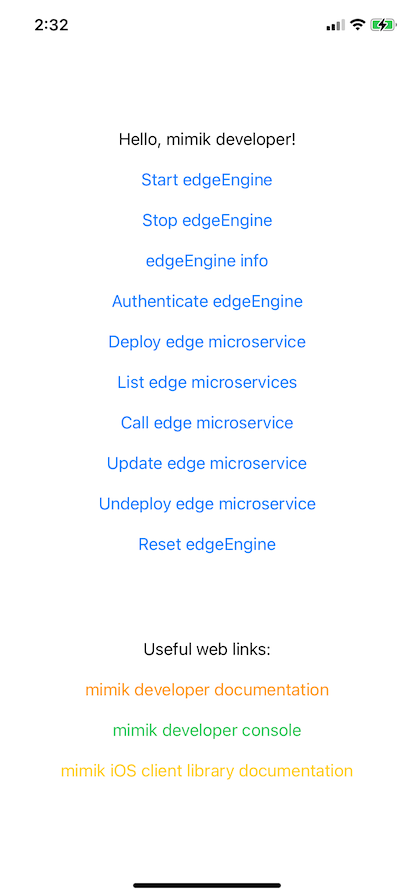 2:32
Hello, mimik developer!
Start edgeEngine
Stop edgeEngine
edgeEngine info
Authenticate edgeEngine
Deploy edge microservice
List edge microservices
Call edge microservice
Update edge microservice
Undeploy edge microservice
Reset edgeEngine
Useful web links:
mimik developer documentation
mimik developer console
mimik iOS client library documentation